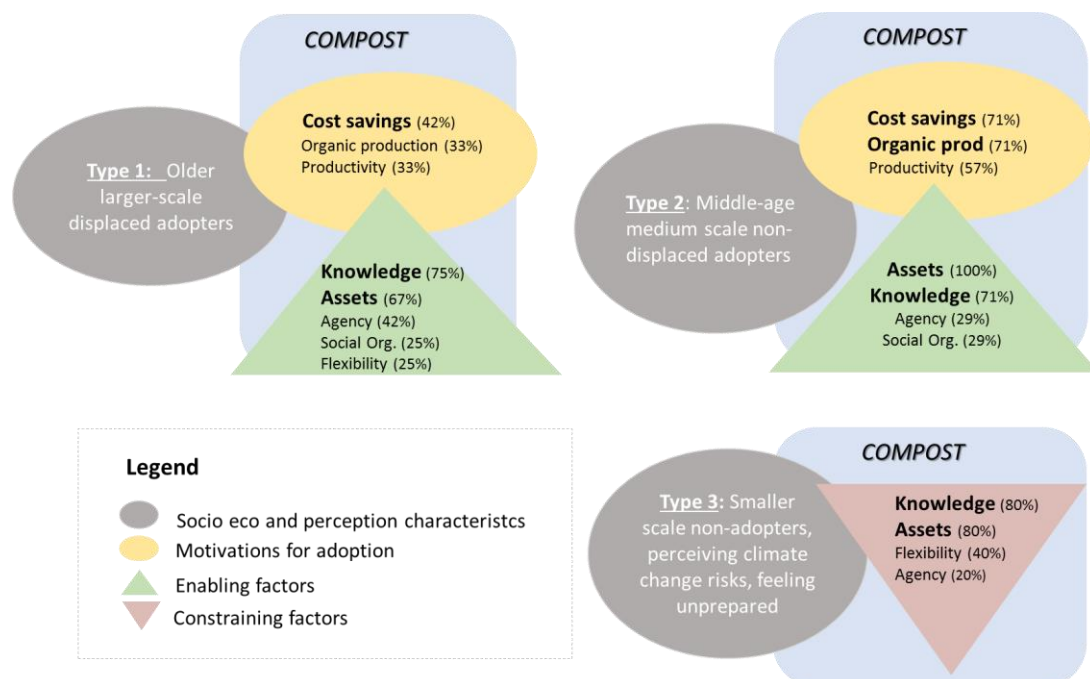 COMPOST
Cost savings (42%)
Organic production (33%)
Productivity (33%)
Type 1: Older
larger-scale
displaced adopters
Knowledge (75%)
Assets (67%)
Agency (42%)
Social Org. (25%)
Flexibility (25%)
COMPOST
Cost savings (71%)
Organic prod (71%)
Productivity (57%)
Type 2: Middle-age
medium scale non-
displaced adopters
Assets (100%)
Knowledge (71%)
Agency (29%)
Social Org. (29%)
Legend
Socio eco and perception characteristcs
Motivations for adoption
Enabling factors
Constraining factors
COMPOST
Type 3: Smaller
scale non-adopters,
perceiving climate
change risks, feeling
unprepared
Knowledge (80%)
Assets (80%)
Flexibility (40%)
Agency (20%)